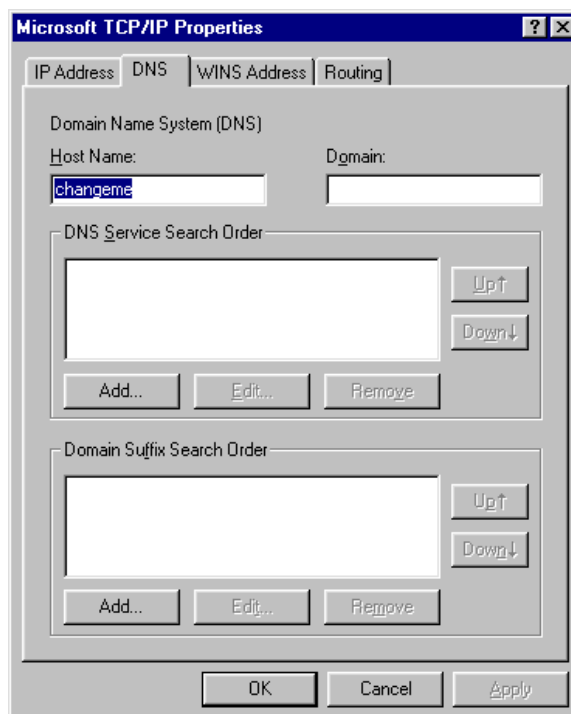 Microsoft TCP/IP Properties
IP Address DNS WINS Address Routing
Domain Name System (DNS)
Host Name: Domain:
changeme
DNS Service Search Order
Up↑
Down↓
Add... Edit... Remove
Domain Suffix Search Order
Up↑
Down↓
Add... Edit... Remove
OK Cancel Apply